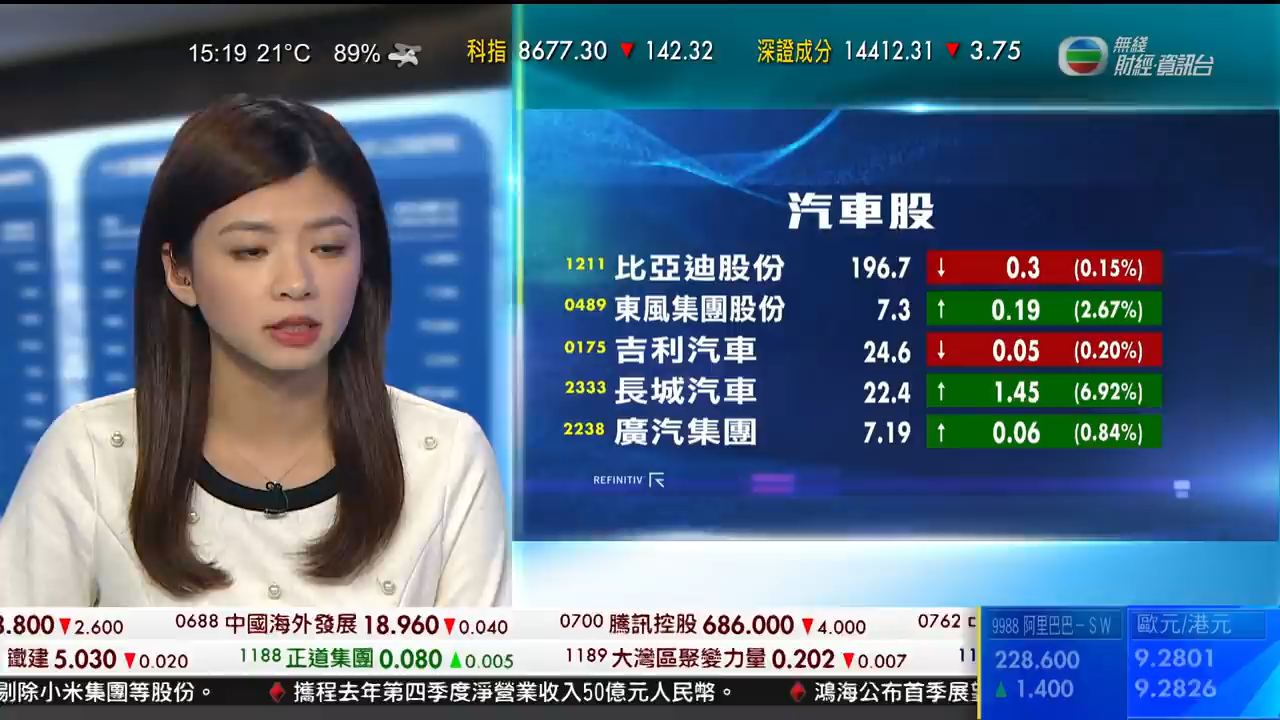 15:19 21°C 89% 科指 8677.30 ▼ 142.32 深證成分 14412.31 ▼ 3.75
無綫
財經·資訊台
汽車股
1211 比亞迪股份 196.7 ↓ 0.3 (0.15%)
0489 東風集團股份 7.3 ↑ 0.19 (2.67%)
0175 吉利汽車 24.6 ↓ 0.05 (0.20%)
2333 長城汽車 22.4 ↑ 1.45 (6.92%)
2238 廣汽集團 7.19 ↑ 0.06 (0.84%)
REFINITIV
.800 ▼ 2.600 0688 中國海外發展 18.960 ▼ 0.040 0700 騰訊控股 686.000 ▼ 4.000 0762
鐵建 5.030 ▼ 0.020 1188 正道集團 0.080 ▲ 0.005 1189 大灣區聚變力量 0.202 ▼ 0.007 11
剔除小米集團等股份。 ♦ 攜程去年第四季度淨營業收入50億元人民幣。 ♦ 鴻海公布首季展
9988 阿里巴巴-SW
228.600
▲ 1.400
歐元/港元
9.2801
9.2826